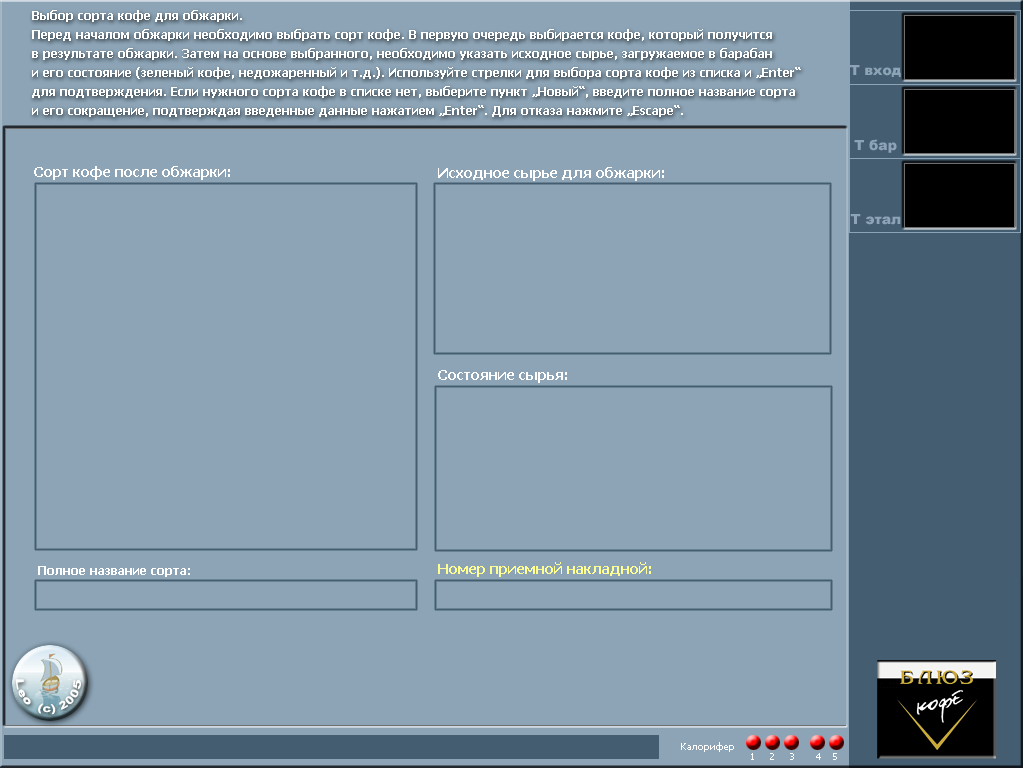 Выбор сорта кофе для обжарки.
Перед началом обжарки необходимо выбрать сорт кофе. В первую очередь выбирается кофе, который получится
в результате обжарки. Затем на основе выбранного, необходимо указать исходное сырье, загружаемое в барабан
и его состояние (зеленый кофе, недожаренный и т.д.). Используйте стрелки для выбора сорта кофе из списка и „Enter“
для подтверждения. Если нужного сорта кофе в списке нет, выберите пункт „Новый“, введите полное название сорта
и его сокращение, подтверждая введенные данные нажатием „Enter“. Для отказа нажмите „Escape“.
Т вход
Т бар
Т этал
Сорт кофе после обжарки:
Исходное сырье для обжарки:
Состояние сырья:
Полное название сорта:
Номер приемной накладной:
Leo (c) 2005
БЛЮЗ
кофе
Калорифер
1 2 3 4 5